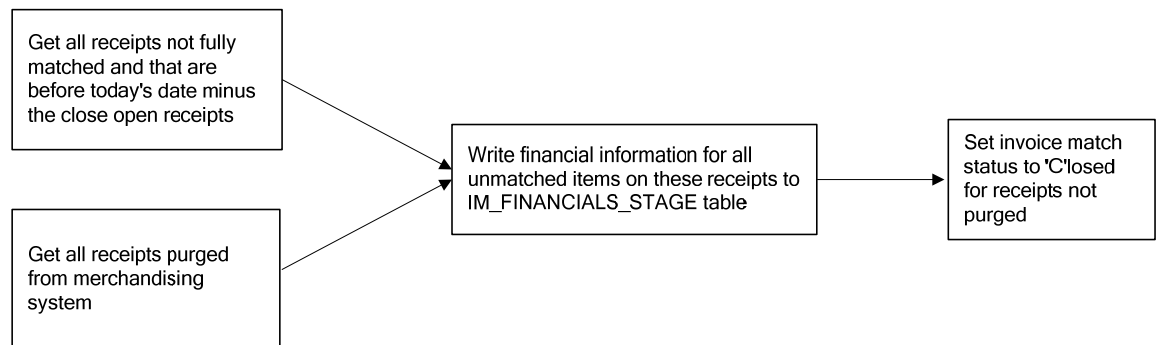 Get all receipts not fully
matched and that are
before today's date minus
the close open receipts
Get all receipts purged
from merchandising
system
Write financial information for all
unmatched items on these receipts to
IM_FINANCIALS_STAGE table
Set invoice match
status to 'C'losed
for receipts not
purged